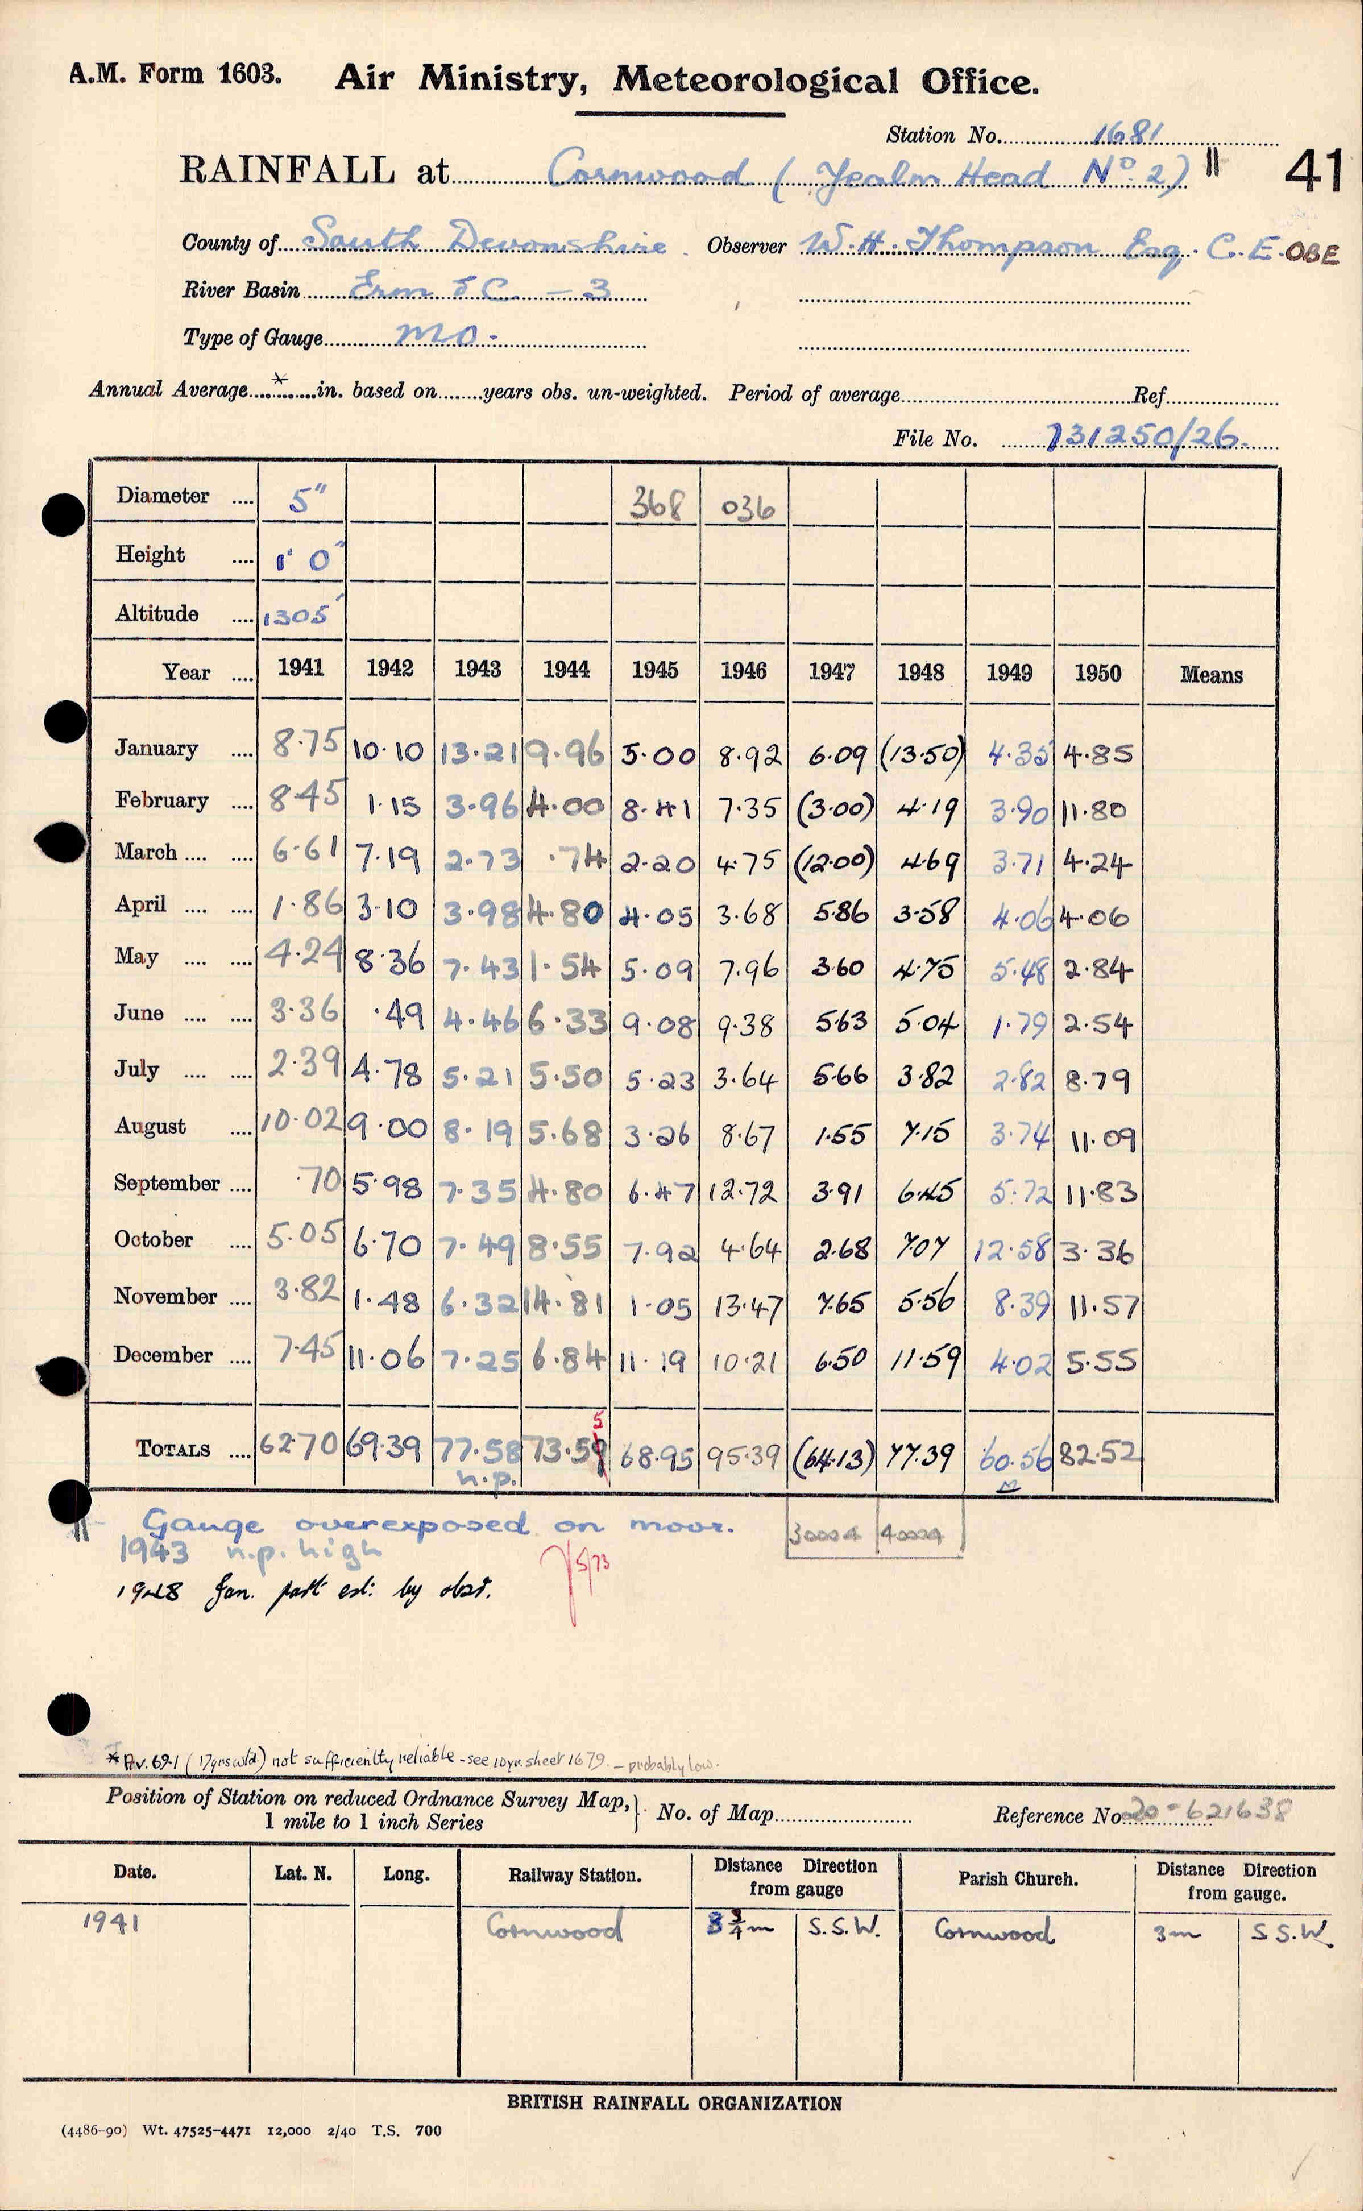 A.M. Form 1603. Air Ministry, Meteorological Office.
Station No. 1681
RAINFALL at Cornwood ( Yealm Head No. 2) || 41
County of South Devonshire. Observer W. H. Thompson Esq. C.E. OBE
River Basin Erm &c - 3
Type of Gauge MO.
Annual Average * in. based on years obs. un-weighted. Period of average Ref
File No. 731250/26.
Diameter 5" 368 036
Height 1' 0"
Altitude 1305'
Year 1941 1942 1943 1944 1945 1946 1947 1948 1949 1950 Means
January 8.75 10.10 13.21 9.96 5.00 8.92 6.09 (13.50) 4.35 4.85
February 8.45 1.15 3.96 4.00 8.41 7.35 (3.00) 4.19 3.90 11.80
March 6.61 7.19 2.73 .74 2.20 4.75 (12.00) 4.69 3.71 4.24
April 1.86 3.10 3.98 4.80 4.05 3.68 5.86 3.58 4.06 4.06
May 4.24 8.36 7.43 1.54 5.09 7.96 3.60 4.75 5.48 2.84
June 3.36 .49 4.46 6.33 9.08 9.38 5.63 5.04 1.79 2.54
July 2.39 4.78 5.21 5.50 5.23 3.64 5.66 3.82 2.82 8.79
August 10.02 9.00 8.19 5.68 3.26 8.67 1.55 7.15 3.74 11.09
September .70 5.98 7.35 4.80 6.47 12.72 3.91 6.45 5.72 11.83
October 5.05 6.70 7.49 8.55 7.92 4.64 2.68 7.07 12.58 3.36
November 3.82 1.48 6.32 14.81 1.05 13.47 7.65 5.56 8.39 11.57
December 7.45 11.06 7.25 6.84 11.19 10.21 6.50 11.59 4.02 5.55
5
TOTALS 62.70 69.39 77.58 73.59 68.95 95.39 (64.13) 77.39 60.56 82.52
n.p. M
|| Gauge overexposed on moor.
1943 n.p. high 5/73
1948 Jan. part est: by obsr.
* Av. 69.1 (17yrs wtd) not sufficiently reliable - see 10yr. sheet 1679. - probably low.
Position of Station on reduced Ordnance Survey Map, 1 mile to 1 inch Series } No. of Map Reference No. 20-621638
Date. Lat. N. Long. Railway Station. Distance Direction from gauge Parish Church. Distance Direction from gauge.
1941 Cornwood 3 3/4 m S.S.W. Cornwood 3m S.S.W.
BRITISH RAINFALL ORGANIZATION
(4486-90) Wt. 47525-4471 12,000 2/40 T.S. 700